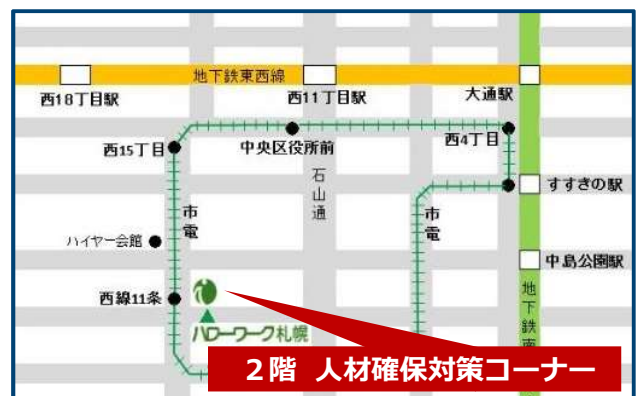 地下鉄東西線
西18丁目駅
西11丁目駅
大通駅
西15丁目
中央区役所前
西4丁目
石山通
すすきの駅
市電
市電
ハイヤー会館
中島公園駅
西線11条
地下鉄南
ハローワーク札幌
2階 人材確保対策コーナー